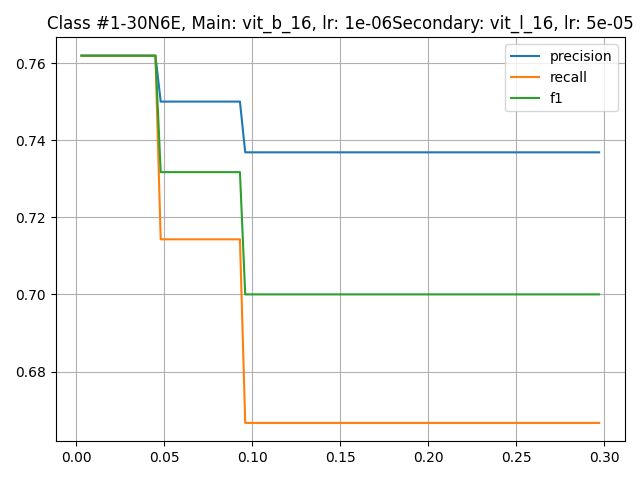 Class #1-30N6E, Main: vit_b_16, lr: 1e-06Secondary: vit_l_16, lr: 5e-05
precision
recall
f1
0.76
0.74
0.72
0.70
0.68
0.00 0.05 0.10 0.15 0.20 0.25 0.30